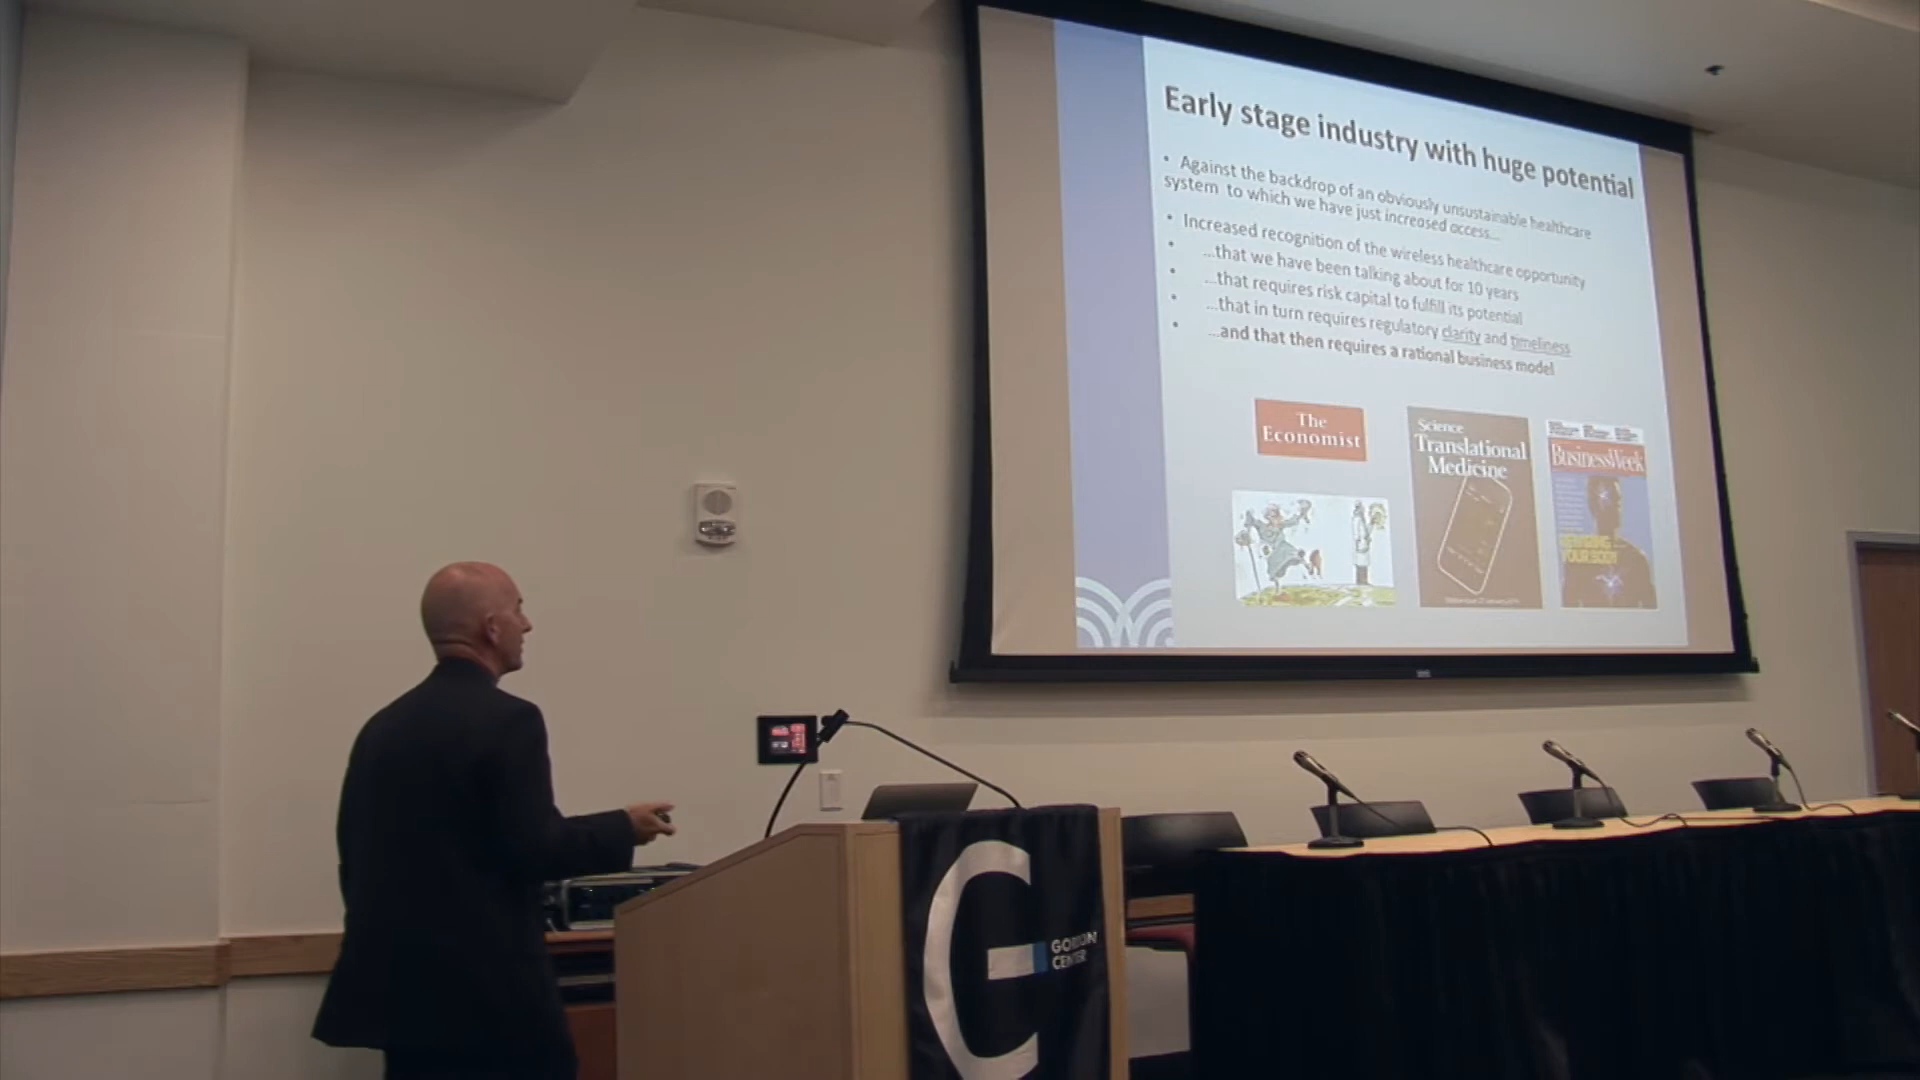 Early stage industry with huge potential
• Against the backdrop of an obviously unsustainable healthcare
system to which we have just increased access...
• Increased recognition of the wireless healthcare opportunity
• ...that we have been talking about for 10 years
• ...that requires risk capital to fulfill its potential
• ...that in turn requires regulatory clarity and timeliness
• ...and that then requires a rational business model
The
Economist
Science
Translational
Medicine
BusinessWeek
YOUR BODY
GORDON
CENTER